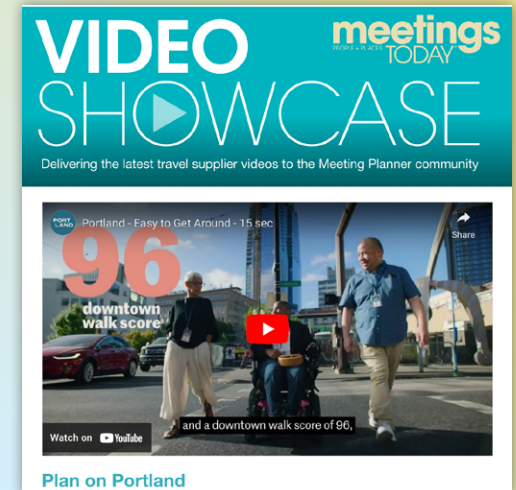 VIDEO
SHOWCASE
meetings
PEOPLE + PLACES
TODAY
Delivering the latest travel supplier videos to the Meeting Planner community
PORT
LAND
Portland - Easy to Get Around - 15 sec
Share
96
downtown
walk score
and a downtown walk score of 96,
Watch on YouTube
Plan on Portland